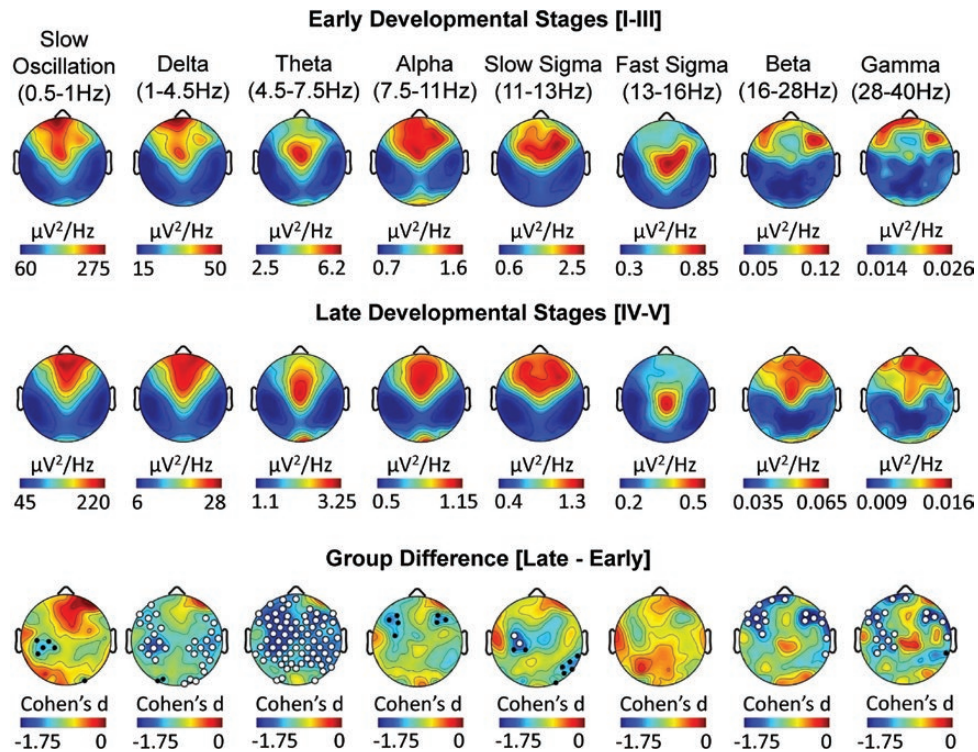 Early Developmental Stages [I-III]
Slow Oscillation (0.5-1Hz) Delta (1-4.5Hz) Theta (4.5-7.5Hz) Alpha (7.5-11Hz) Slow Sigma (11-13Hz) Fast Sigma (13-16Hz) Beta (16-28Hz) Gamma (28-40Hz)
µV²/Hz µV²/Hz µV²/Hz µV²/Hz µV²/Hz µV²/Hz µV²/Hz µV²/Hz
60 275 15 50 2.5 6.2 0.7 1.6 0.6 2.5 0.3 0.85 0.05 0.12 0.014 0.026
Late Developmental Stages [IV-V]
µV²/Hz µV²/Hz µV²/Hz µV²/Hz µV²/Hz µV²/Hz µV²/Hz µV²/Hz
45 220 6 28 1.1 3.25 0.5 1.15 0.4 1.3 0.2 0.5 0.035 0.065 0.009 0.016
Group Difference [Late - Early]
Cohen's d Cohen's d Cohen's d Cohen's d Cohen's d Cohen's d Cohen's d Cohen's d
-1.75 0 -1.75 0 -1.75 0 -1.75 0 -1.75 0 -1.75 0 -1.75 0 -1.75 0